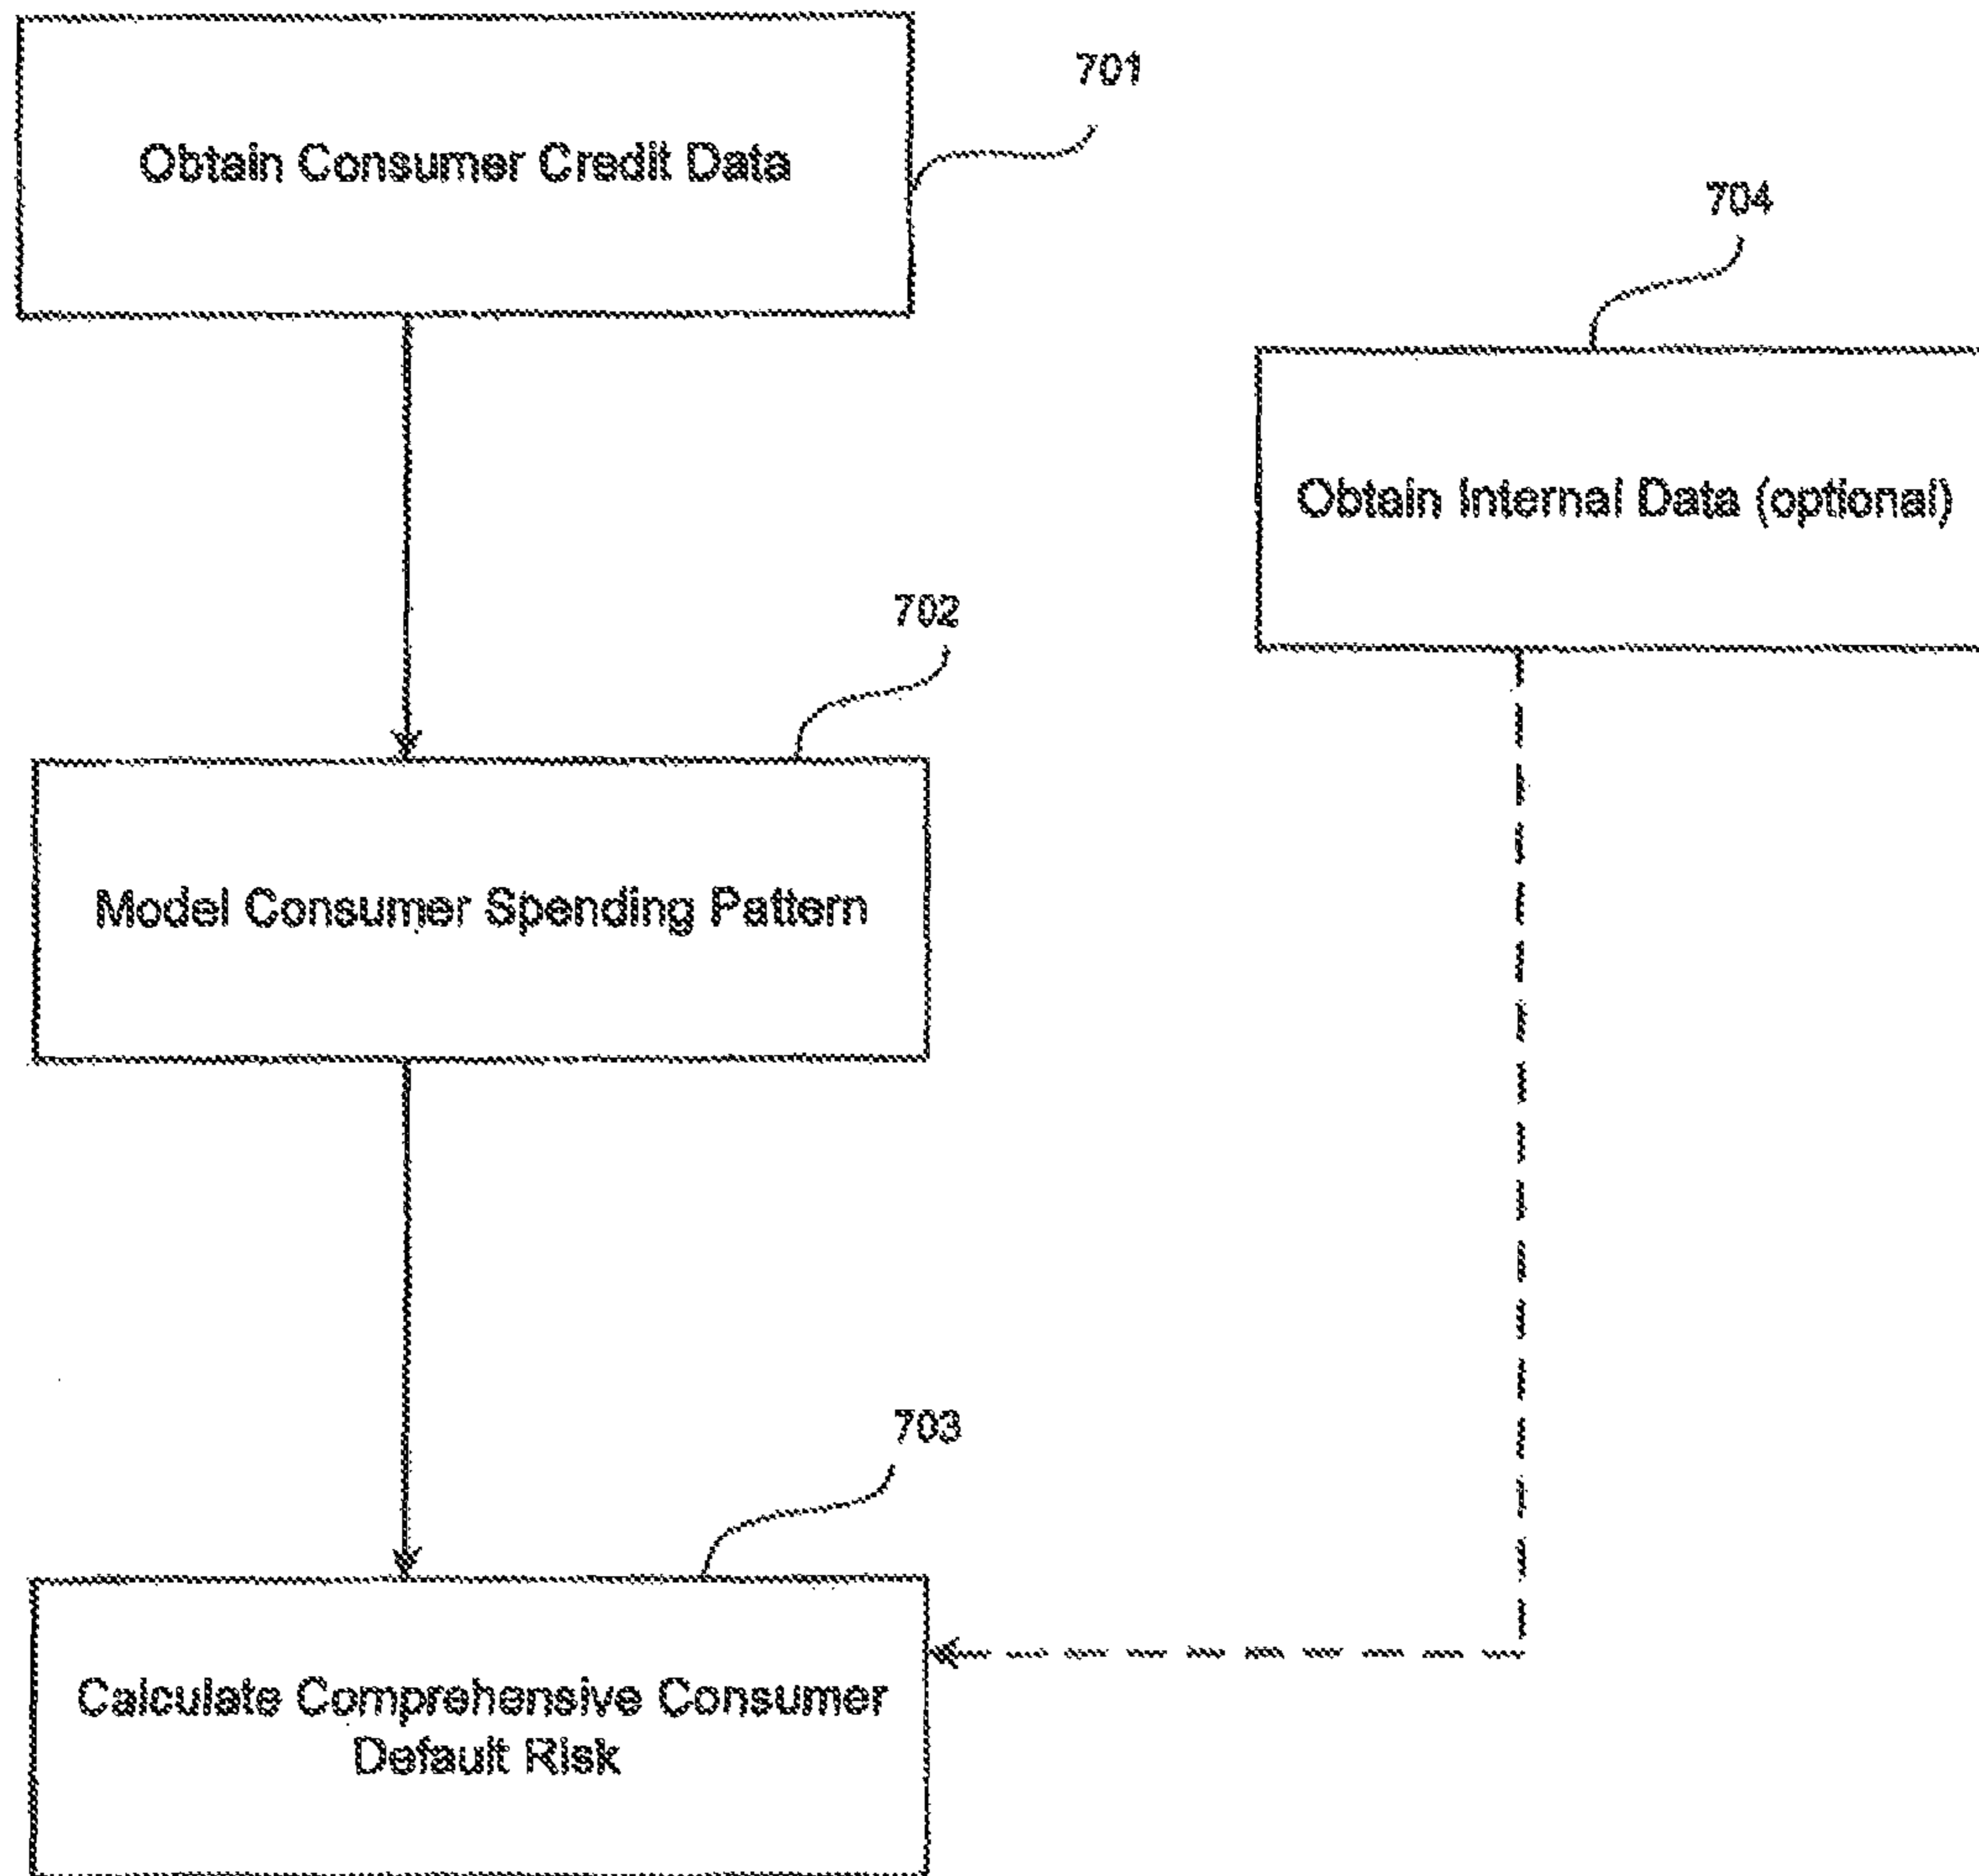 701
Obtain Consumer Credit Data
704
Obtain Internal Data (optional)
702
Model Consumer Spending Pattern
703
Calculate Comprehensive Consumer
Default Risk